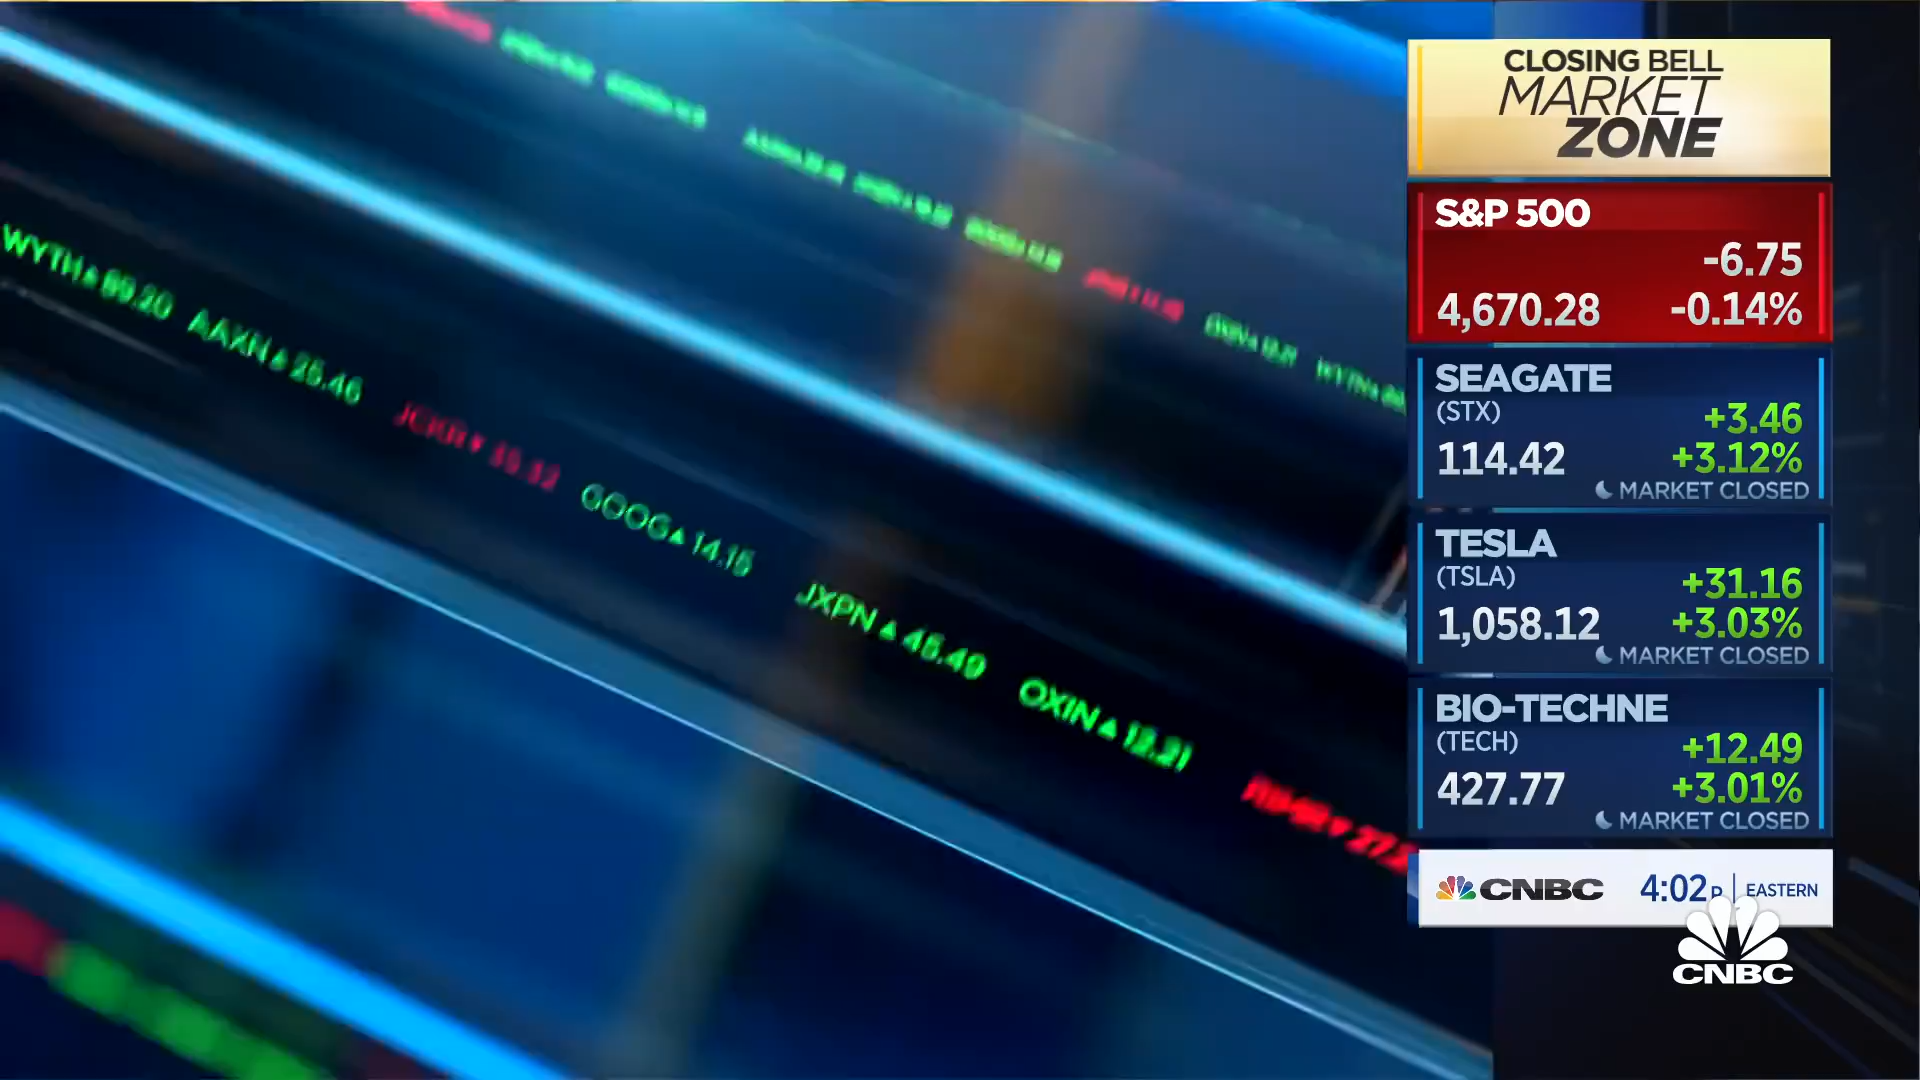 WYTH▲89.20 AAXN▲25.46
GOOG▲14.15
JXPN▲45.49 OXIN▲12.21
CLOSING BELL
MARKET
ZONE
S&P 500
-6.75
4,670.28 -0.14%
SEAGATE
(STX) +3.46
114.42 +3.12%
MARKET CLOSED
TESLA
(TSLA) +31.16
1,058.12 +3.03%
MARKET CLOSED
BIO-TECHNE
(TECH) +12.49
427.77 +3.01%
MARKET CLOSED
CNBC 4:02P EASTERN
CNBC